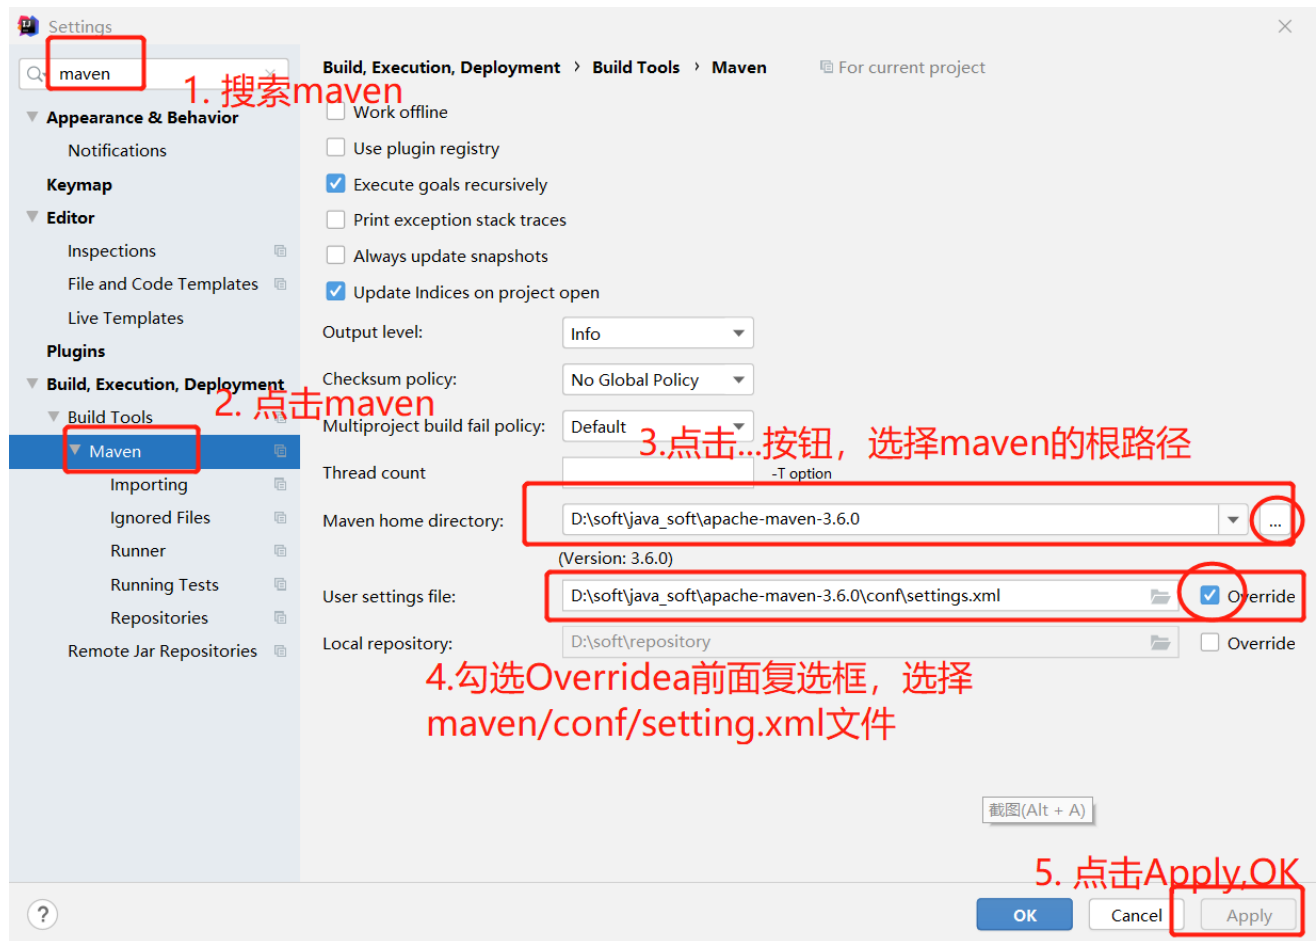 Settings
maven
1. 搜索maven
Appearance & Behavior
Notifications
Keymap
Editor
Inspections
File and Code Templates
Live Templates
Plugins
Build, Execution, Deployment
2. 点击maven
Build Tools
Maven
Importing
Ignored Files
Runner
Running Tests
Repositories
Remote Jar Repositories
Build, Execution, Deployment › Build Tools › Maven For current project
Work offline
Use plugin registry
Execute goals recursively
Print exception stack traces
Always update snapshots
Update Indices on project open
Output level: Info
Checksum policy: No Global Policy
Multiproject build fail policy: Default
3.点击...按钮，选择maven的根路径
Thread count -T option
Maven home directory: D:\soft\java_soft\apache-maven-3.6.0 ...
(Version: 3.6.0)
User settings file: D:\soft\java_soft\apache-maven-3.6.0\conf\settings.xml Override
Local repository: D:\soft\repository Override
4.勾选Overridea前面复选框，选择
maven/conf/setting.xml文件
截图(Alt + A)
5. 点击Apply,OK
? OK Cancel Apply